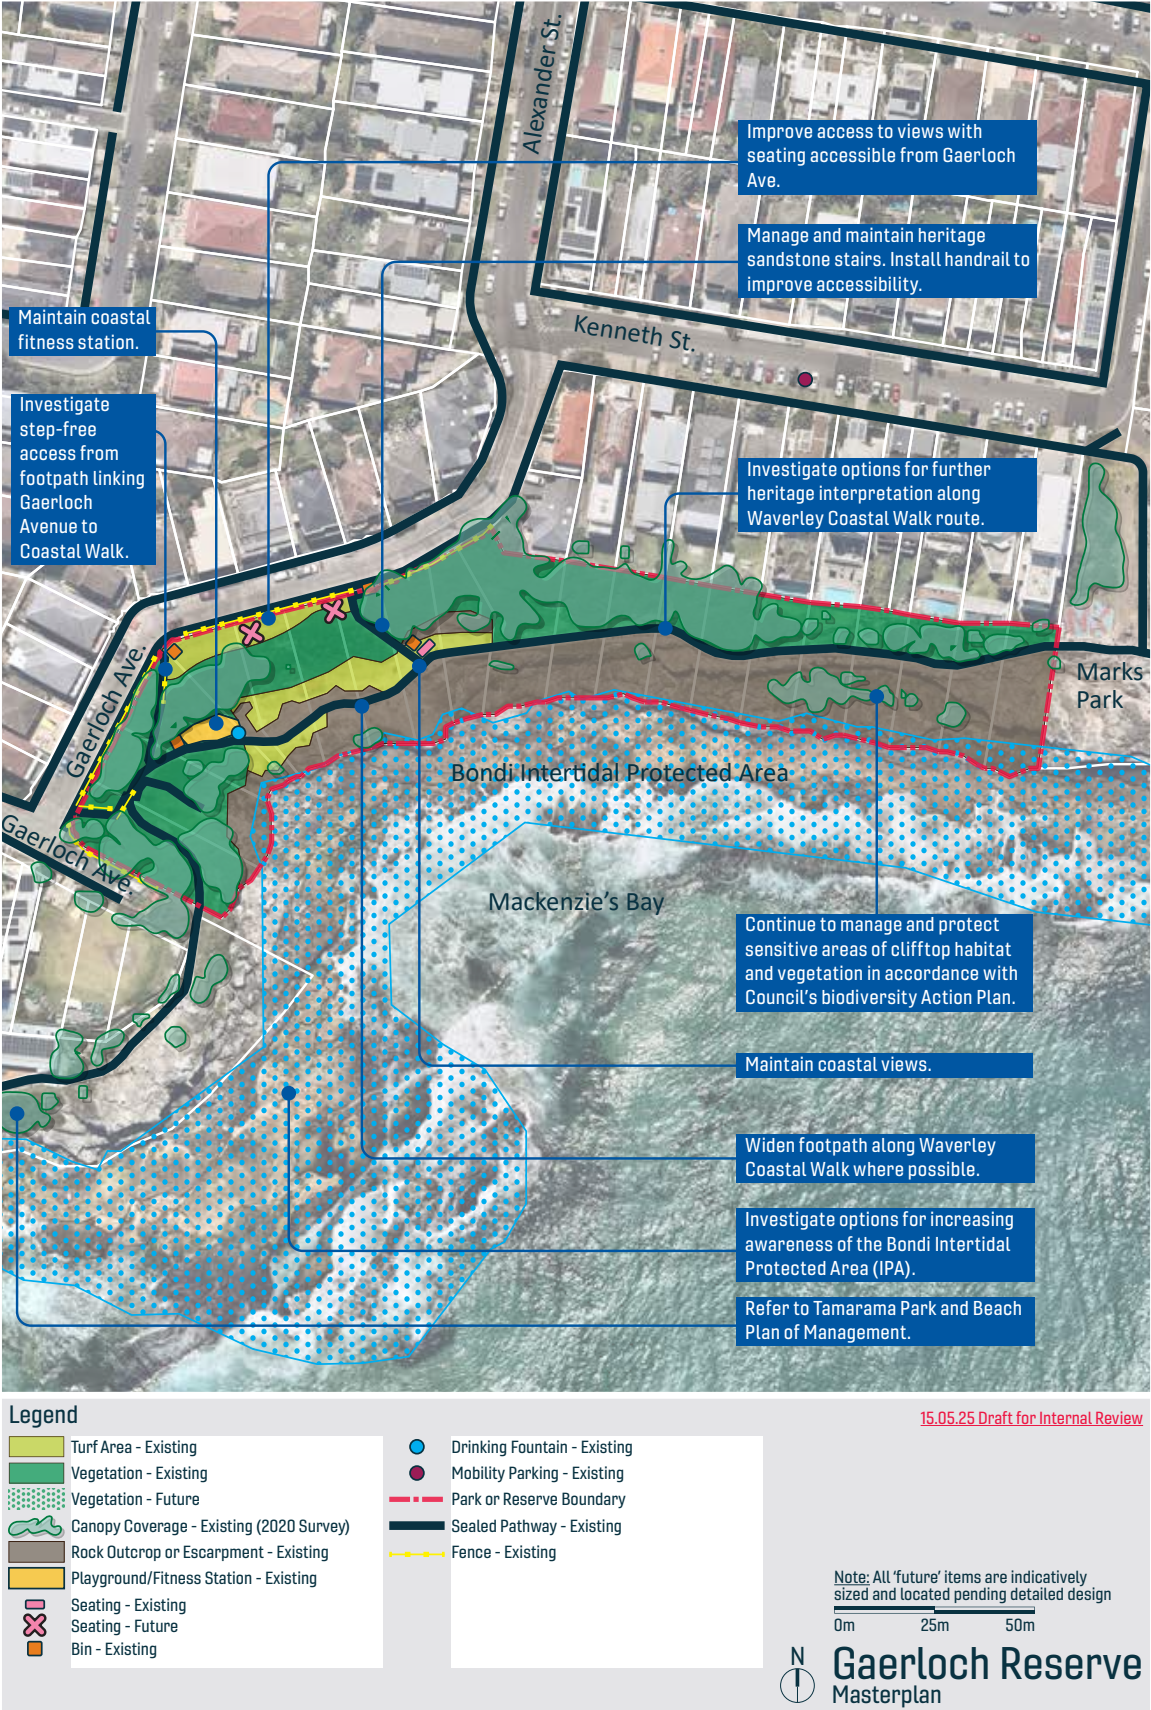 Alexander St.
Improve access to views with
seating accessible from Gaerloch
Ave.
Manage and maintain heritage
sandstone stairs. Install handrail to
improve accessibility.
Maintain coastal
fitness station.
Kenneth St.
Investigate
step-free
access from
footpath linking
Gaerloch
Avenue to
Coastal Walk.
Investigate options for further
heritage interpretation along
Waverley Coastal Walk route.
Gaerloch Ave.
Marks
Park
Bondi Intertidal Protected Area
Gaerloch Ave.
Mackenzie's Bay
Continue to manage and protect
sensitive areas of clifftop habitat
and vegetation in accordance with
Council's biodiversity Action Plan.
Maintain coastal views.
Widen footpath along Waverley
Coastal Walk where possible.
Investigate options for increasing
awareness of the Bondi Intertidal
Protected Area (IPA).
Refer to Tamarama Park and Beach
Plan of Management.
Legend
15.05.25 Draft for Internal Review
Turf Area - Existing
Vegetation - Existing
Vegetation - Future
Canopy Coverage - Existing (2020 Survey)
Rock Outcrop or Escarpment - Existing
Playground/Fitness Station - Existing
Seating - Existing
Seating - Future
Bin - Existing
Drinking Fountain - Existing
Mobility Parking - Existing
Park or Reserve Boundary
Sealed Pathway - Existing
Fence - Existing
Note: All 'future' items are indicatively
sized and located pending detailed design
0m 25m 50m
N
Gaerloch Reserve
Masterplan